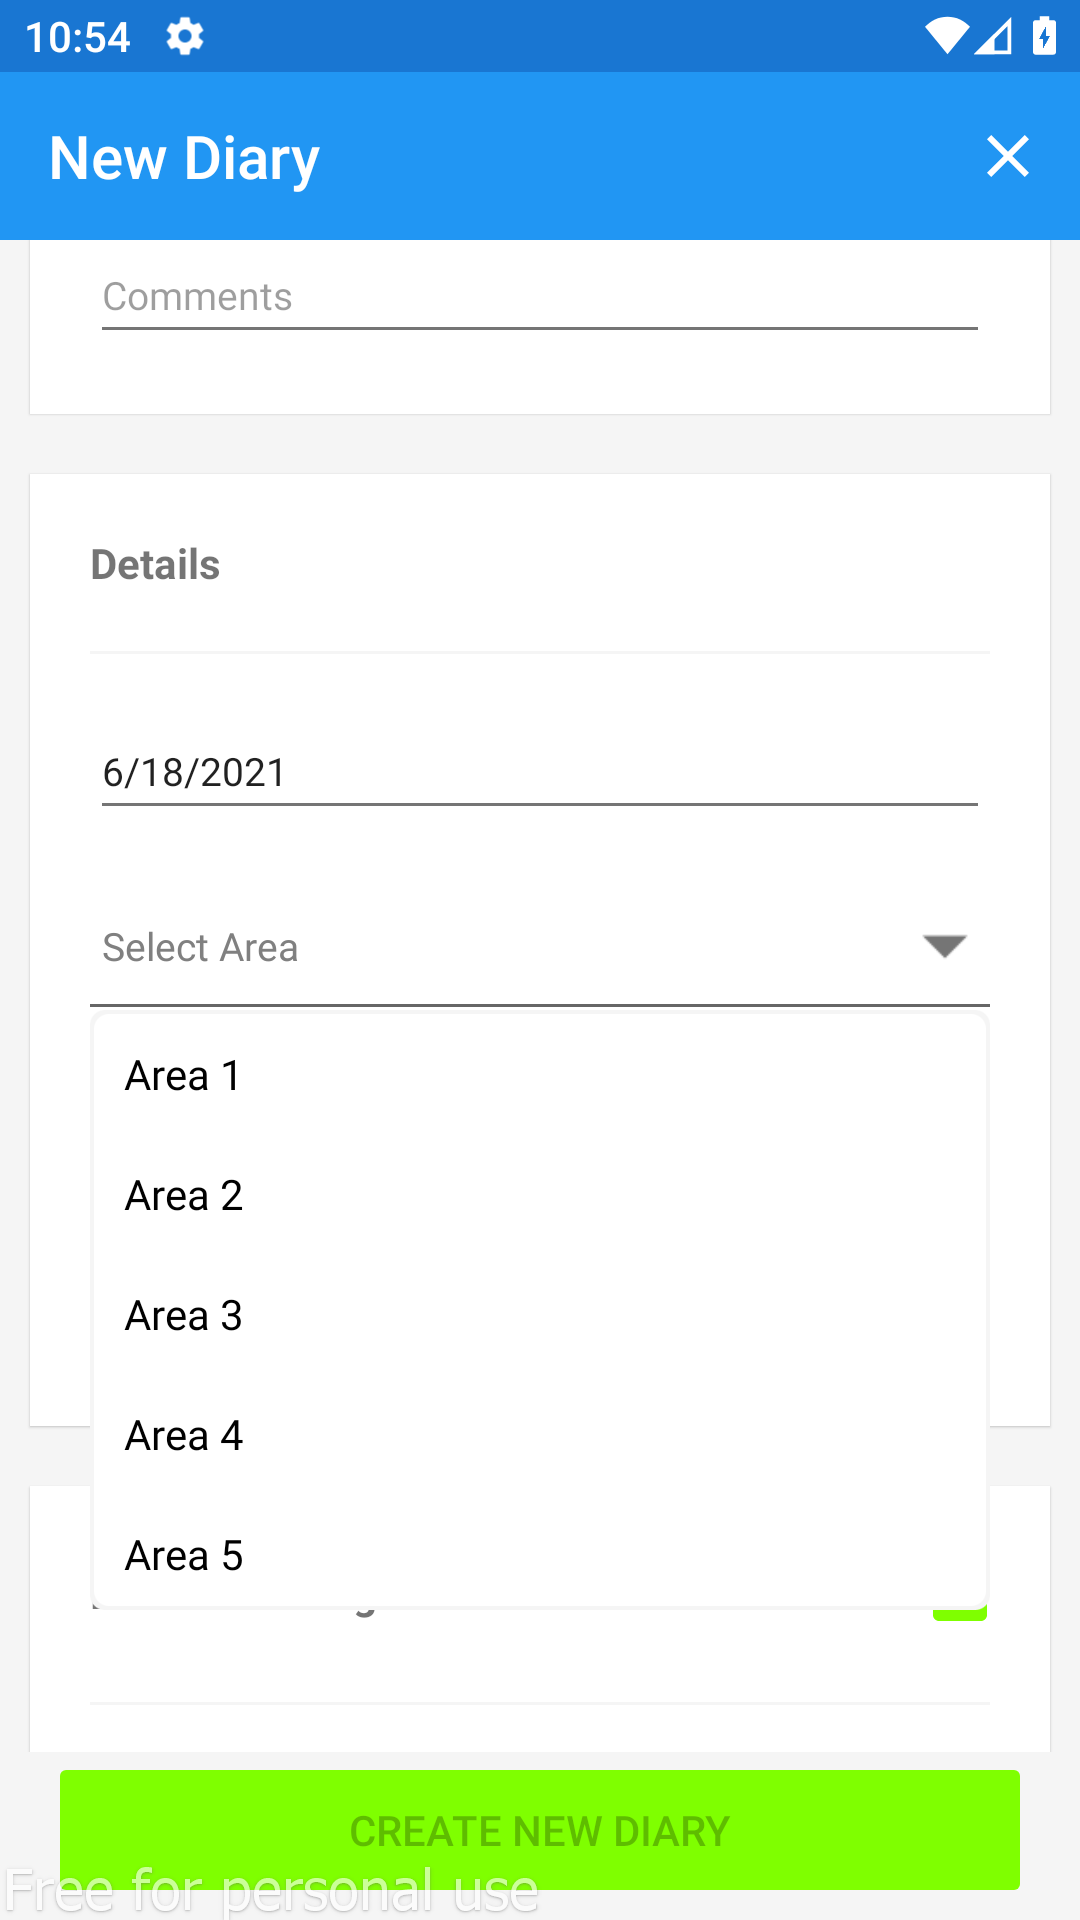 10:54
New Diary
Comments
Details
6/18/2021
Select Area
Area 1
Area 2
Area 3
Area 4
Area 5
CREATE NEW DIARY
Free for personal use